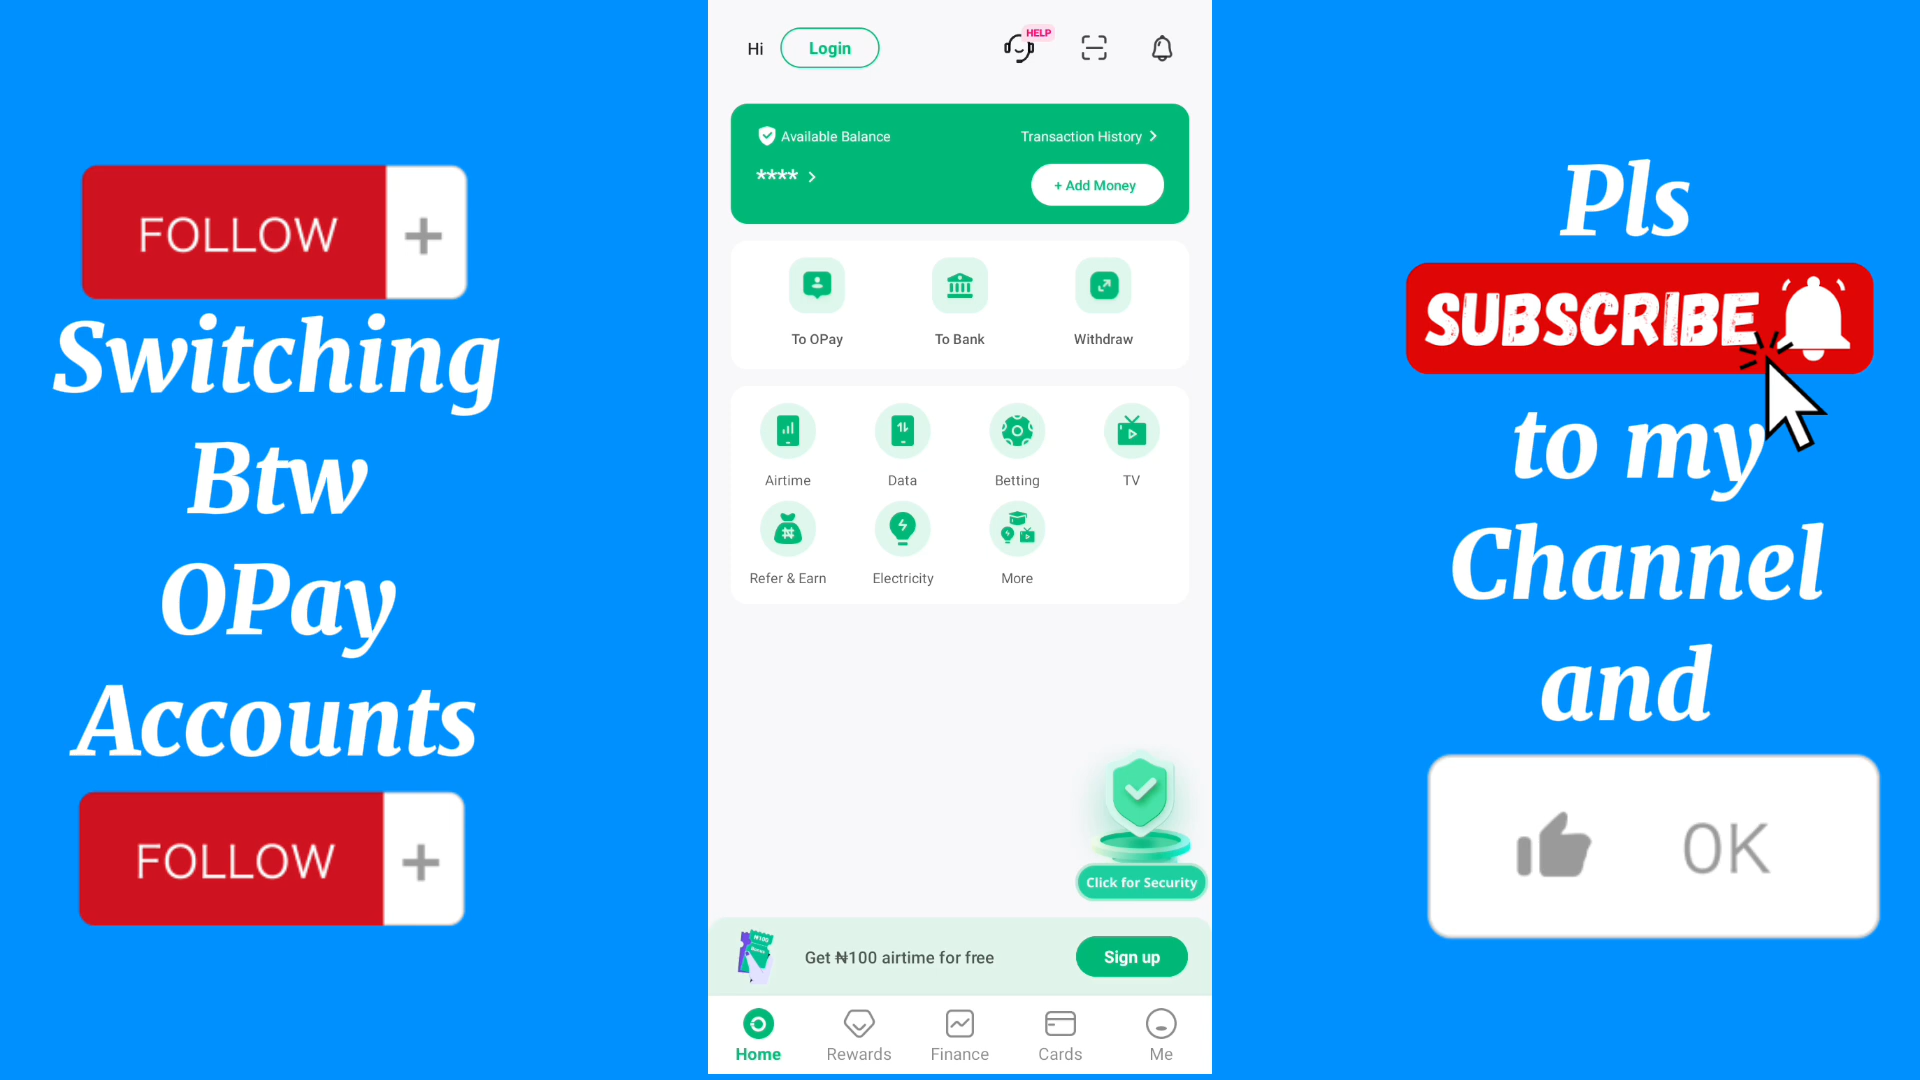 FOLLOW +
Switching
Btw
OPay
Accounts
FOLLOW +
Hi Login HELP
Available Balance Transaction History >
**** >
+ Add Money
To OPay To Bank Withdraw
Airtime Data Betting TV
Refer & Earn Electricity More
Click for Security
Get ₦100 airtime for free Sign up
Home Rewards Finance Cards Me
Pls
SUBSCRIBE
to my
Channel
and
0K